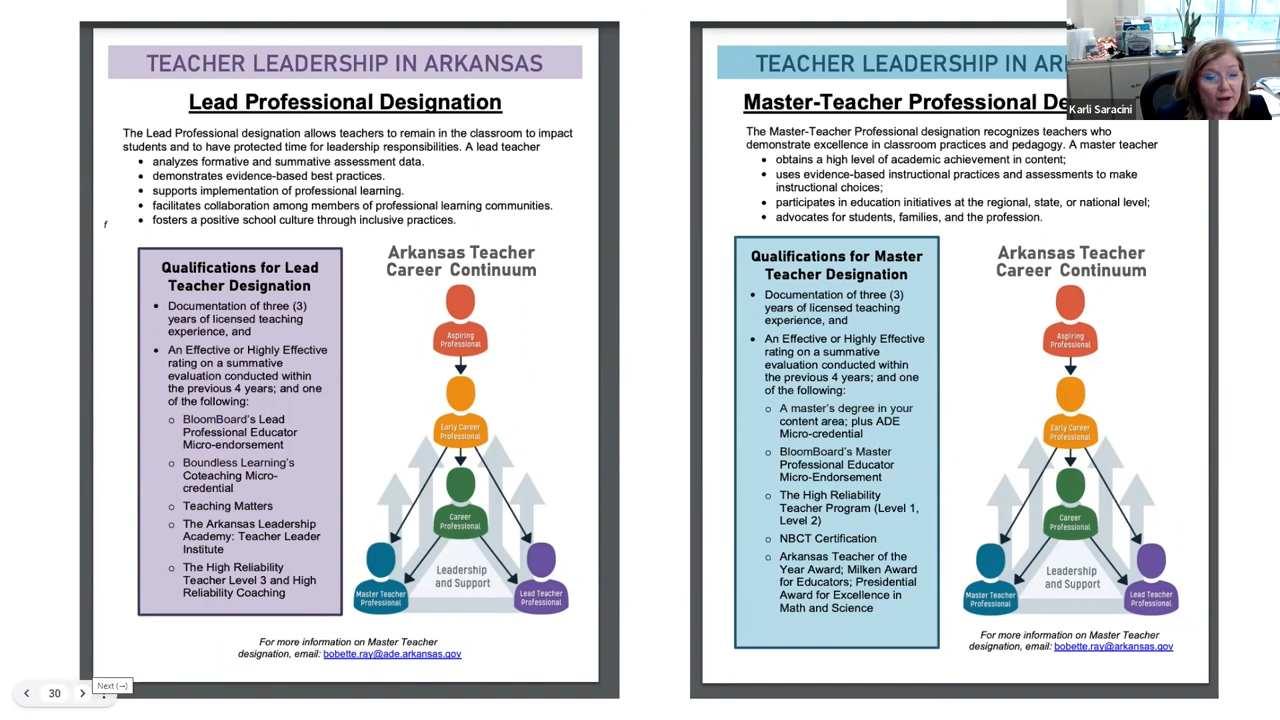 TEACHER LEADERSHIP IN ARKANSAS
Lead Professional Designation
The Lead Professional designation allows teachers to remain in the classroom to impact
students and to have protected time for leadership responsibilities. A lead teacher
• analyzes formative and summative assessment data.
• demonstrates evidence-based best practices.
• supports implementation of professional learning.
• facilitates collaboration among members of professional learning communities.
• fosters a positive school culture through inclusive practices.
f
Qualifications for Lead
Teacher Designation
• Documentation of three (3)
years of licensed teaching
experience, and
• An Effective or Highly Effective
rating on a summative
evaluation conducted within
the previous 4 years; and one
of the following:
○ BloomBoard's Lead
Professional Educator
Micro-endorsement
○ Boundless Learning's
Coteaching Micro-
credential
○ Teaching Matters
○ The Arkansas Leadership
Academy: Teacher Leader
Institute
○ The High Reliability
Teacher Level 3 and High
Reliability Coaching
Arkansas Teacher
Career Continuum
Aspiring
Professional
Early Career
Professional
Career
Professional
Leadership
and Support
Master Teacher
Professional
Lead Teacher
Professional
For more information on Master Teacher
designation, email: bobette.ray@ade.arkansas.gov
TEACHER LEADERSHIP IN AR
Master-Teacher Professional De
The Master-Teacher Professional designation recognizes teachers who
demonstrate excellence in classroom practices and pedagogy. A master teacher
• obtains a high level of academic achievement in content;
• uses evidence-based instructional practices and assessments to make
instructional choices;
• participates in education initiatives at the regional, state, or national level;
• advocates for students, families, and the profession.
Qualifications for Master
Teacher Designation
• Documentation of three (3)
years of licensed teaching
experience, and
• An Effective or Highly Effective
rating on a summative
evaluation conducted within
the previous 4 years; and one
of the following:
○ A master's degree in your
content area; plus ADE
Micro-credential
○ BloomBoard's Master
Professional Educator
Micro-Endorsement
○ The High Reliability
Teacher Program (Level 1,
Level 2)
○ NBCT Certification
○ Arkansas Teacher of the
Year Award; Milken Award
for Educators; Presidential
Award for Excellence in
Math and Science
Arkansas Teacher
Career Continuum
Aspiring
Professional
Early Career
Professional
Career
Professional
Leadership
and Support
Master Teacher
Professional
Lead Teacher
Professional
For more information on Master Teacher
designation, email: bobette.ray@arkansas.gov
Karli Saracini
30
Next (→)